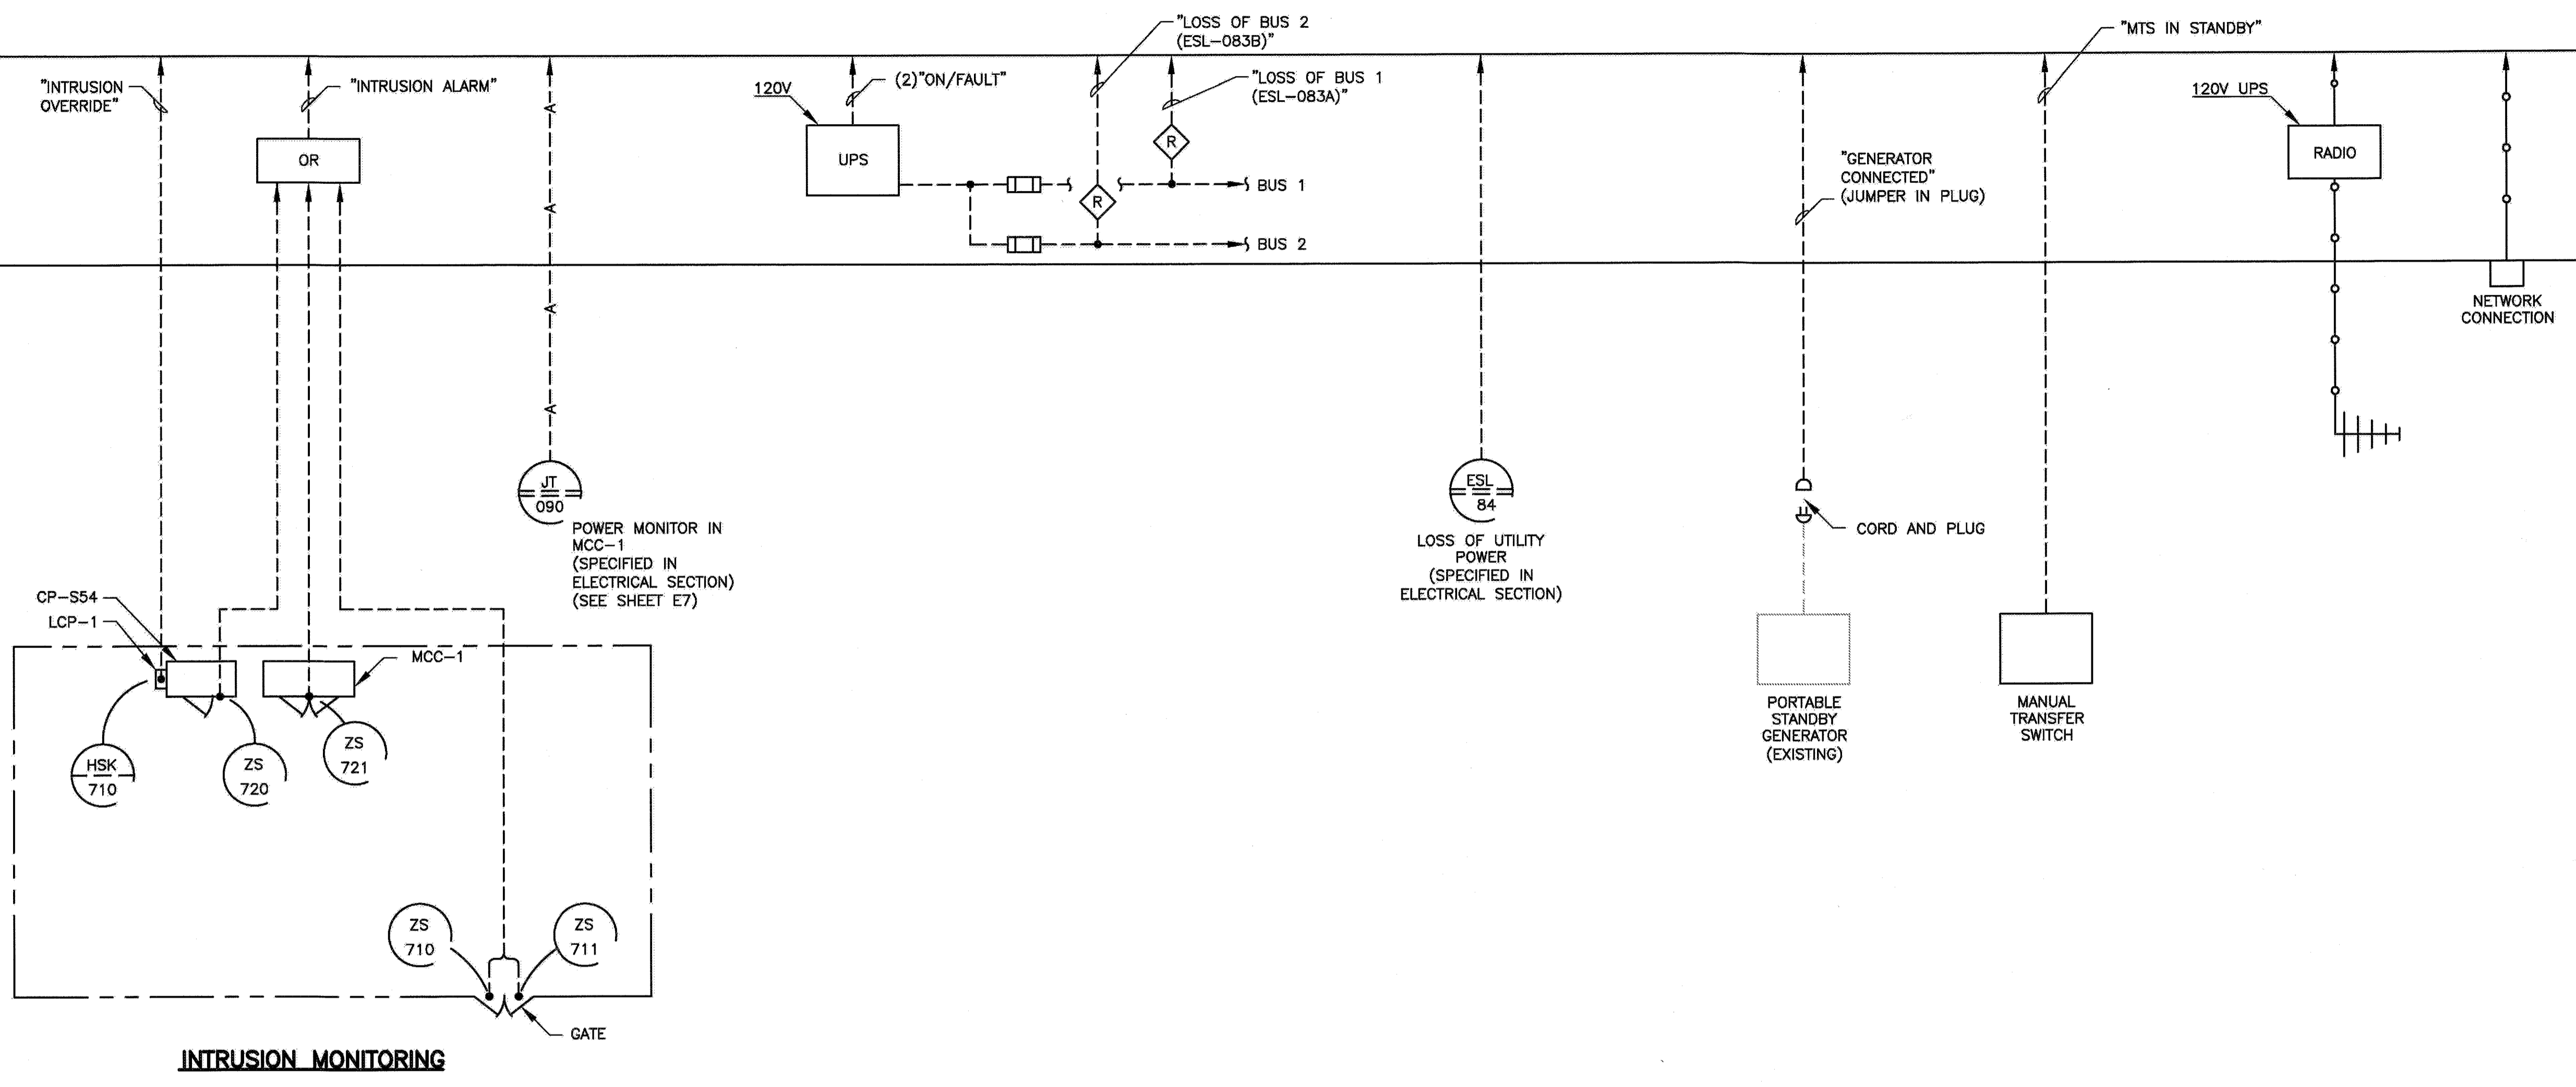 "INTRUSION
OVERRIDE"
"INTRUSION ALARM"
OR
A
A
A
A
120V
(2)"ON/FAULT"
UPS
"LOSS OF BUS 2
(ESL-083B)"
"LOSS OF BUS 1
(ESL-083A)"
R
R
BUS 1
BUS 2
"GENERATOR
CONNECTED"
(JUMPER IN PLUG)
"MTS IN STANDBY"
120V UPS
RADIO
NETWORK
CONNECTION
JT
090
POWER MONITOR IN
MCC-1
(SPECIFIED IN
ELECTRICAL SECTION)
(SEE SHEET E7)
ESL
84
LOSS OF UTILITY
POWER
(SPECIFIED IN
ELECTRICAL SECTION)
CORD AND PLUG
PORTABLE
STANDBY
GENERATOR
(EXISTING)
MANUAL
TRANSFER
SWITCH
CP-S54
LCP-1
MCC-1
HSK
710
ZS
720
ZS
721
ZS
710
ZS
711
GATE
INTRUSION MONITORING